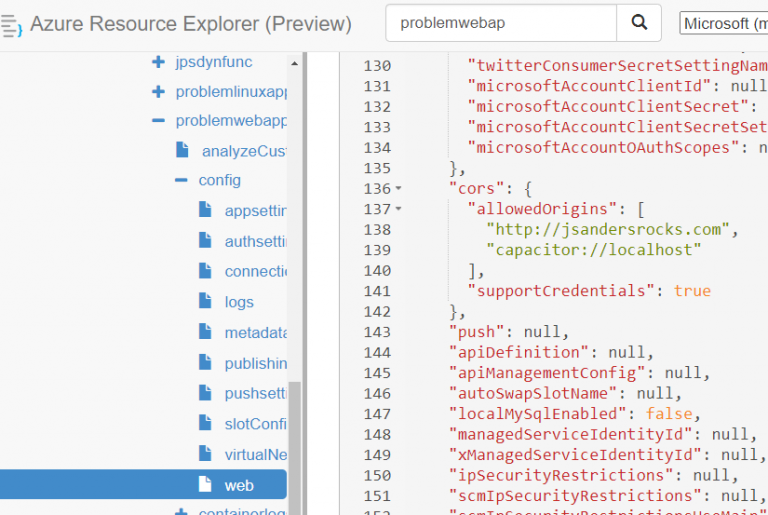 Azure Resource Explorer (Preview)
problemwebap
Microsoft (m
jpsdynfunc
problemlinuxapp
problemwebapp
analyzeCust
config
appsettin
authsetti
connectio
logs
metadata
publishin
pushsetti
slotConfi
virtualNe
web
containerlog
130 "twitterConsumerSecretSettingNam
131 "microsoftAccountClientId": null
132 "microsoftAccountClientSecret":
133 "microsoftAccountClientSecretSet
134 "microsoftAccountOAuthScopes": n
135 },
136 "cors": {
137 "allowedOrigins": [
138 "http://jsandersrocks.com",
139 "capacitor://localhost"
140 ],
141 "supportCredentials": true
142 },
143 "push": null,
144 "apiDefinition": null,
145 "apiManagementConfig": null,
146 "autoSwapSlotName": null,
147 "localMySqlEnabled": false,
148 "managedServiceIdentityId": null,
149 "xManagedServiceIdentityId": null,
150 "ipSecurityRestrictions": null,
151 "scmIpSecurityRestrictions": null,
152 "scmIpSecurityRestrictionsUseMain"